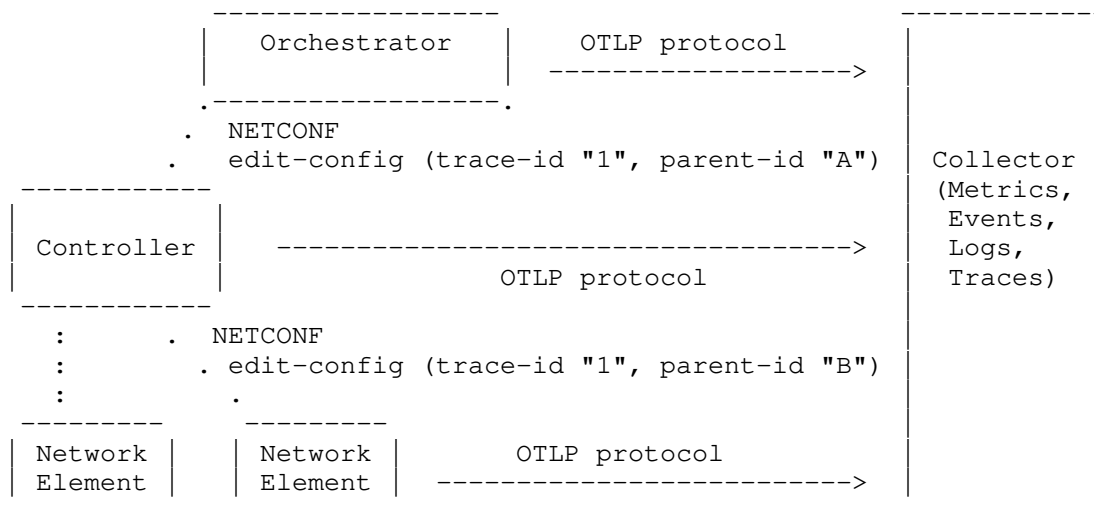 Orchestrator OTLP protocol
NETCONF
edit-config (trace-id "1", parent-id "A") Collector
(Metrics,
Events,
Controller Logs,
OTLP protocol Traces)
NETCONF
edit-config (trace-id "1", parent-id "B")
Network Network OTLP protocol
Element Element